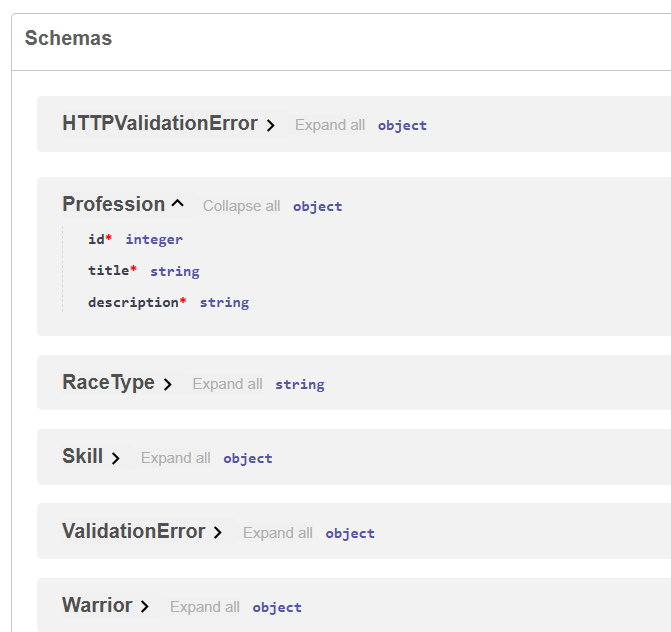 Schemas
HTTPValidationError Expand all object
Profession Collapse all object
id* integer
title* string
description* string
RaceType Expand all string
Skill Expand all object
ValidationError Expand all object
Warrior Expand all object